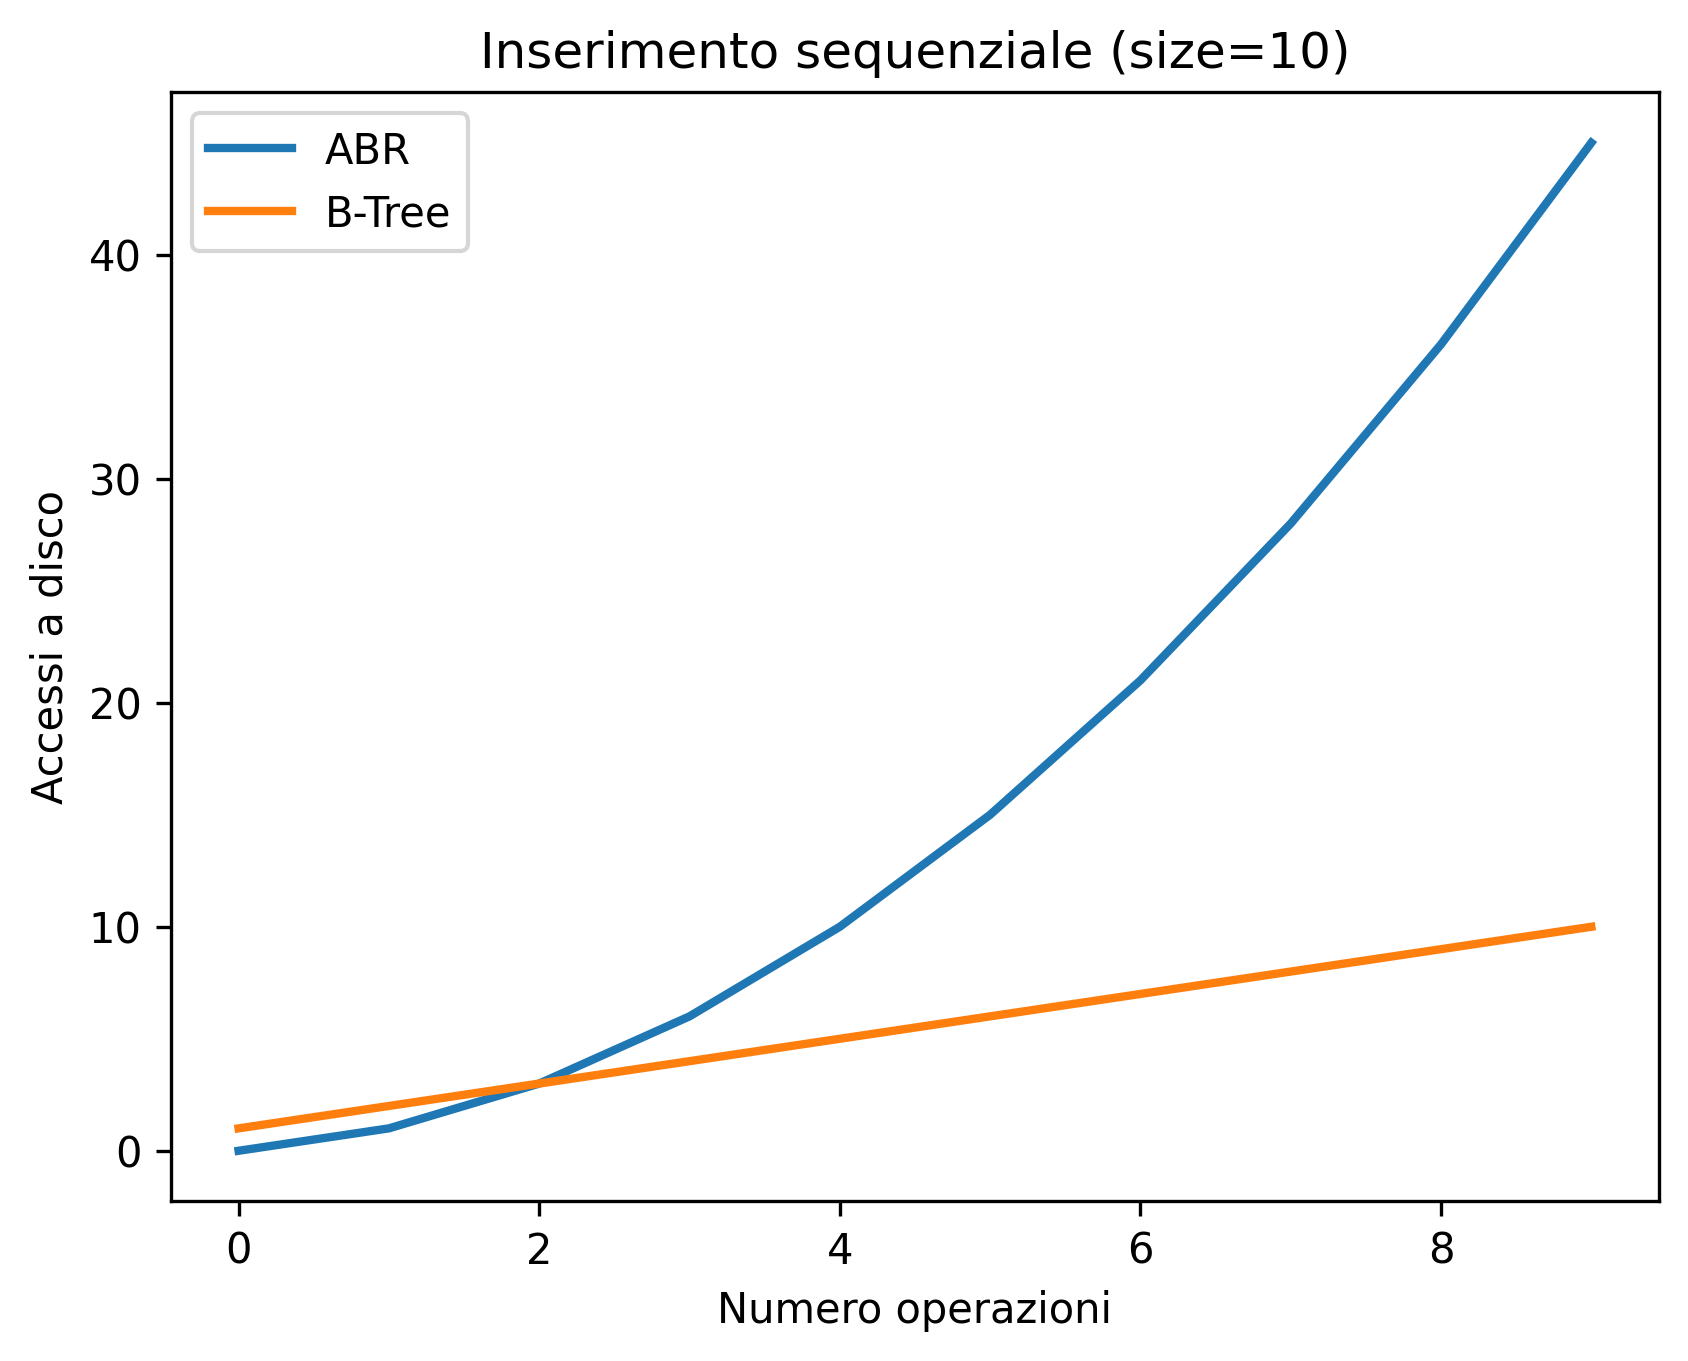 Inserimento sequenziale (size=10)
ABR
B-Tree
Accessi a disco
40
30
20
10
0
0 2 4 6 8
Numero operazioni